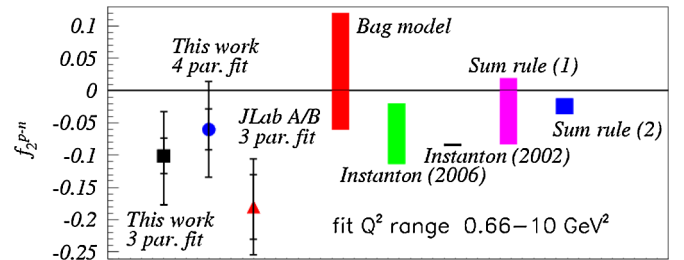 0.1
0.05
0
-0.05
-0.1
-0.15
-0.2
-0.25
f₂ᵖ⁻ⁿ
This work
4 par. fit
JLab A/B
3 par. fit
This work
3 par. fit
Bag model
Instanton (2006)
Instanton (2002)
Sum rule (1)
Sum rule (2)
fit Q² range 0.66–10 GeV²